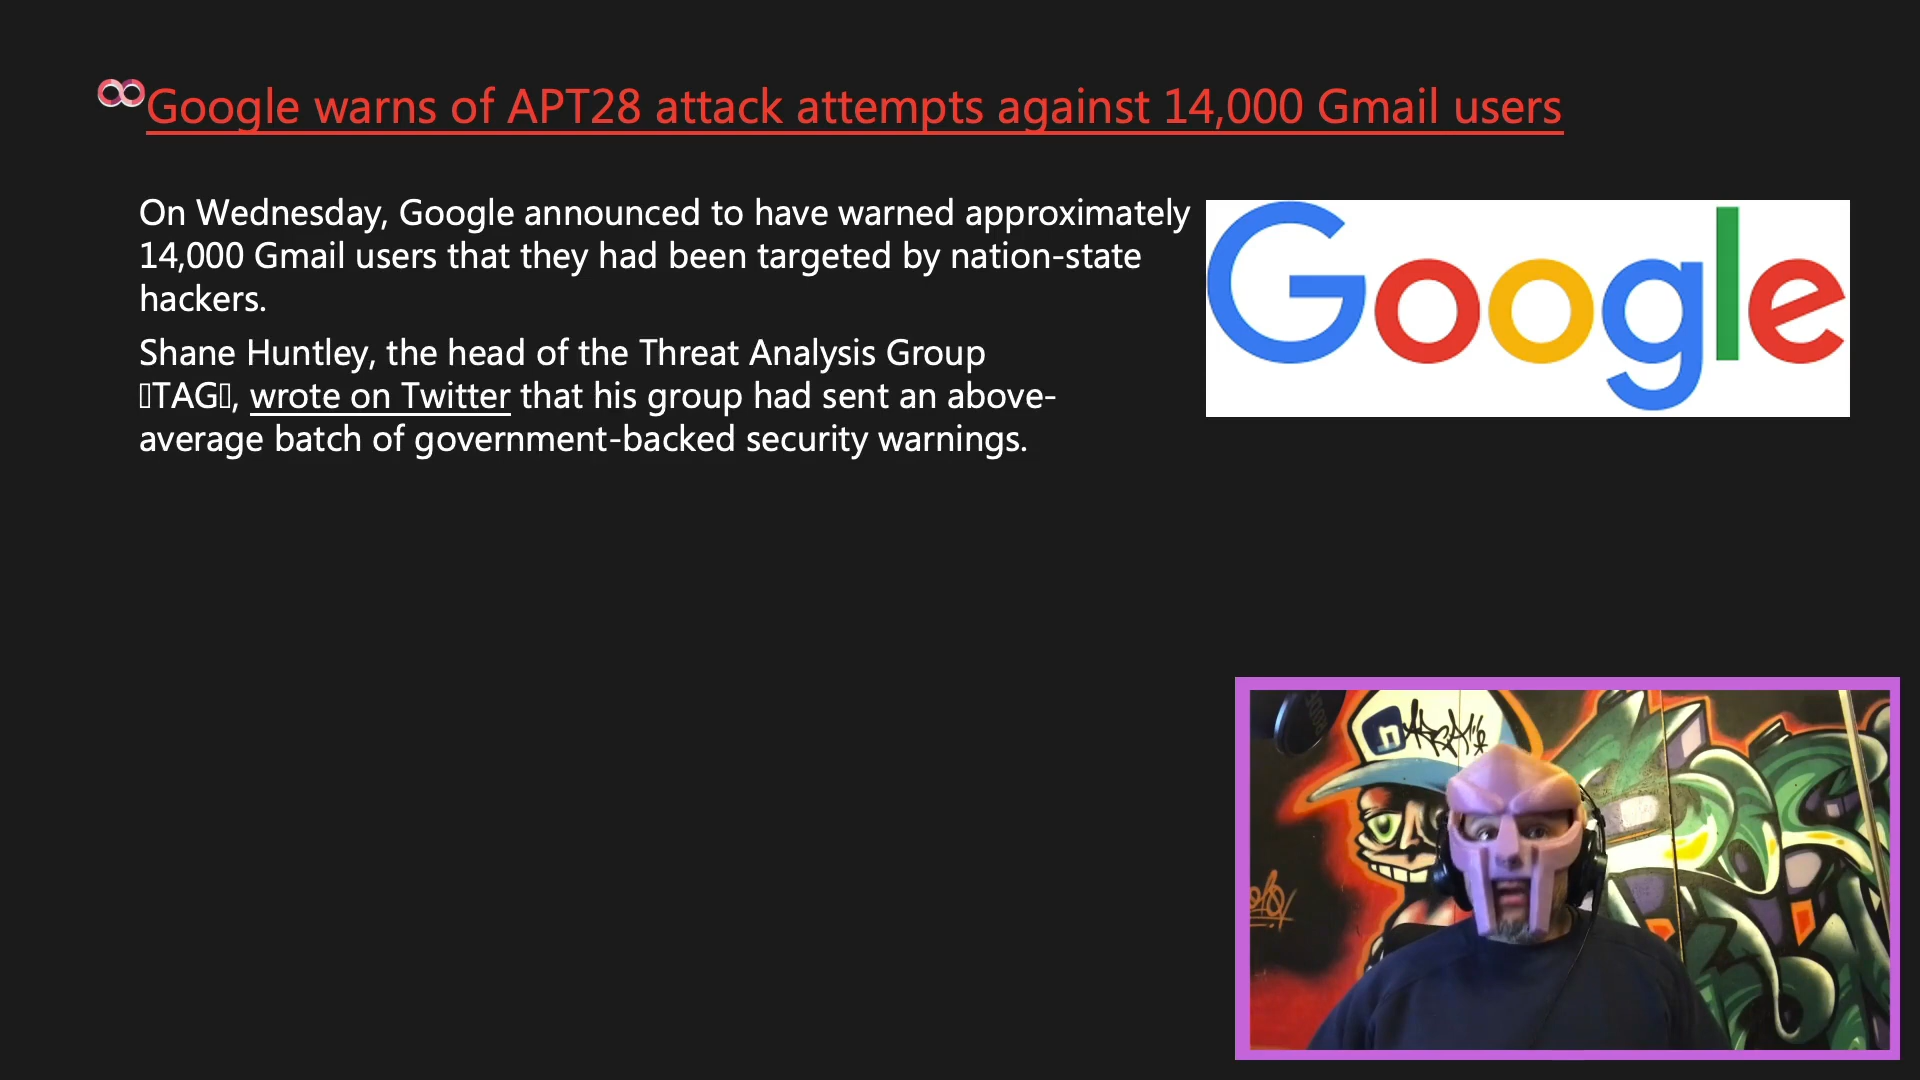 Google warns of APT28 attack attempts against 14,000 Gmail users
On Wednesday, Google announced to have warned approximately
14,000 Gmail users that they had been targeted by nation-state
hackers.
Shane Huntley, the head of the Threat Analysis Group
▯TAG▯, wrote on Twitter that his group had sent an above-
average batch of government-backed security warnings.
Google
n